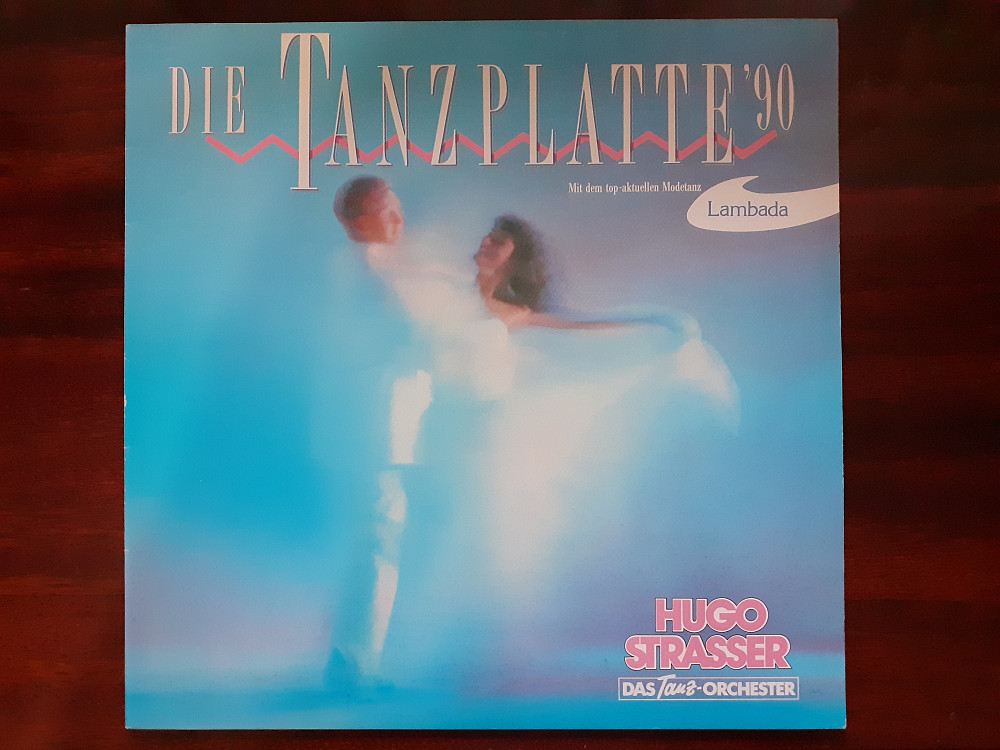 DIE TANZPLATTE '90
Mit dem top-aktuellen Modetanz
Lambada
HUGO
STRASSER
DAS Tanz-ORCHESTER